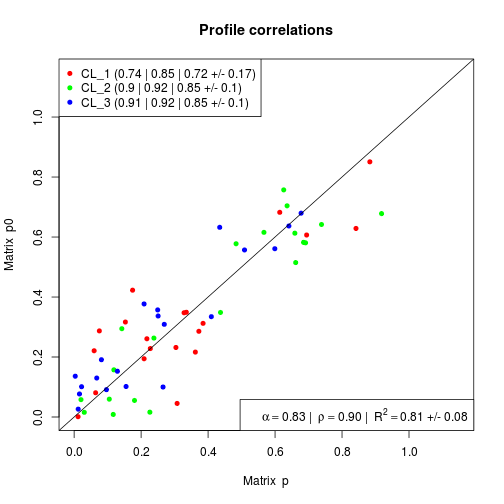 Profile correlations
CL_1 (0.74 | 0.85 | 0.72 +/- 0.17)
CL_2 (0.9 | 0.92 | 0.85 +/- 0.1)
CL_3 (0.91 | 0.92 | 0.85 +/- 0.1)
Matrix p0
1.0
0.8
0.6
0.4
0.2
0.0
α = 0.83 | ρ = 0.90 | R² = 0.81 +/- 0.08
0.0 0.2 0.4 0.6 0.8 1.0
Matrix p